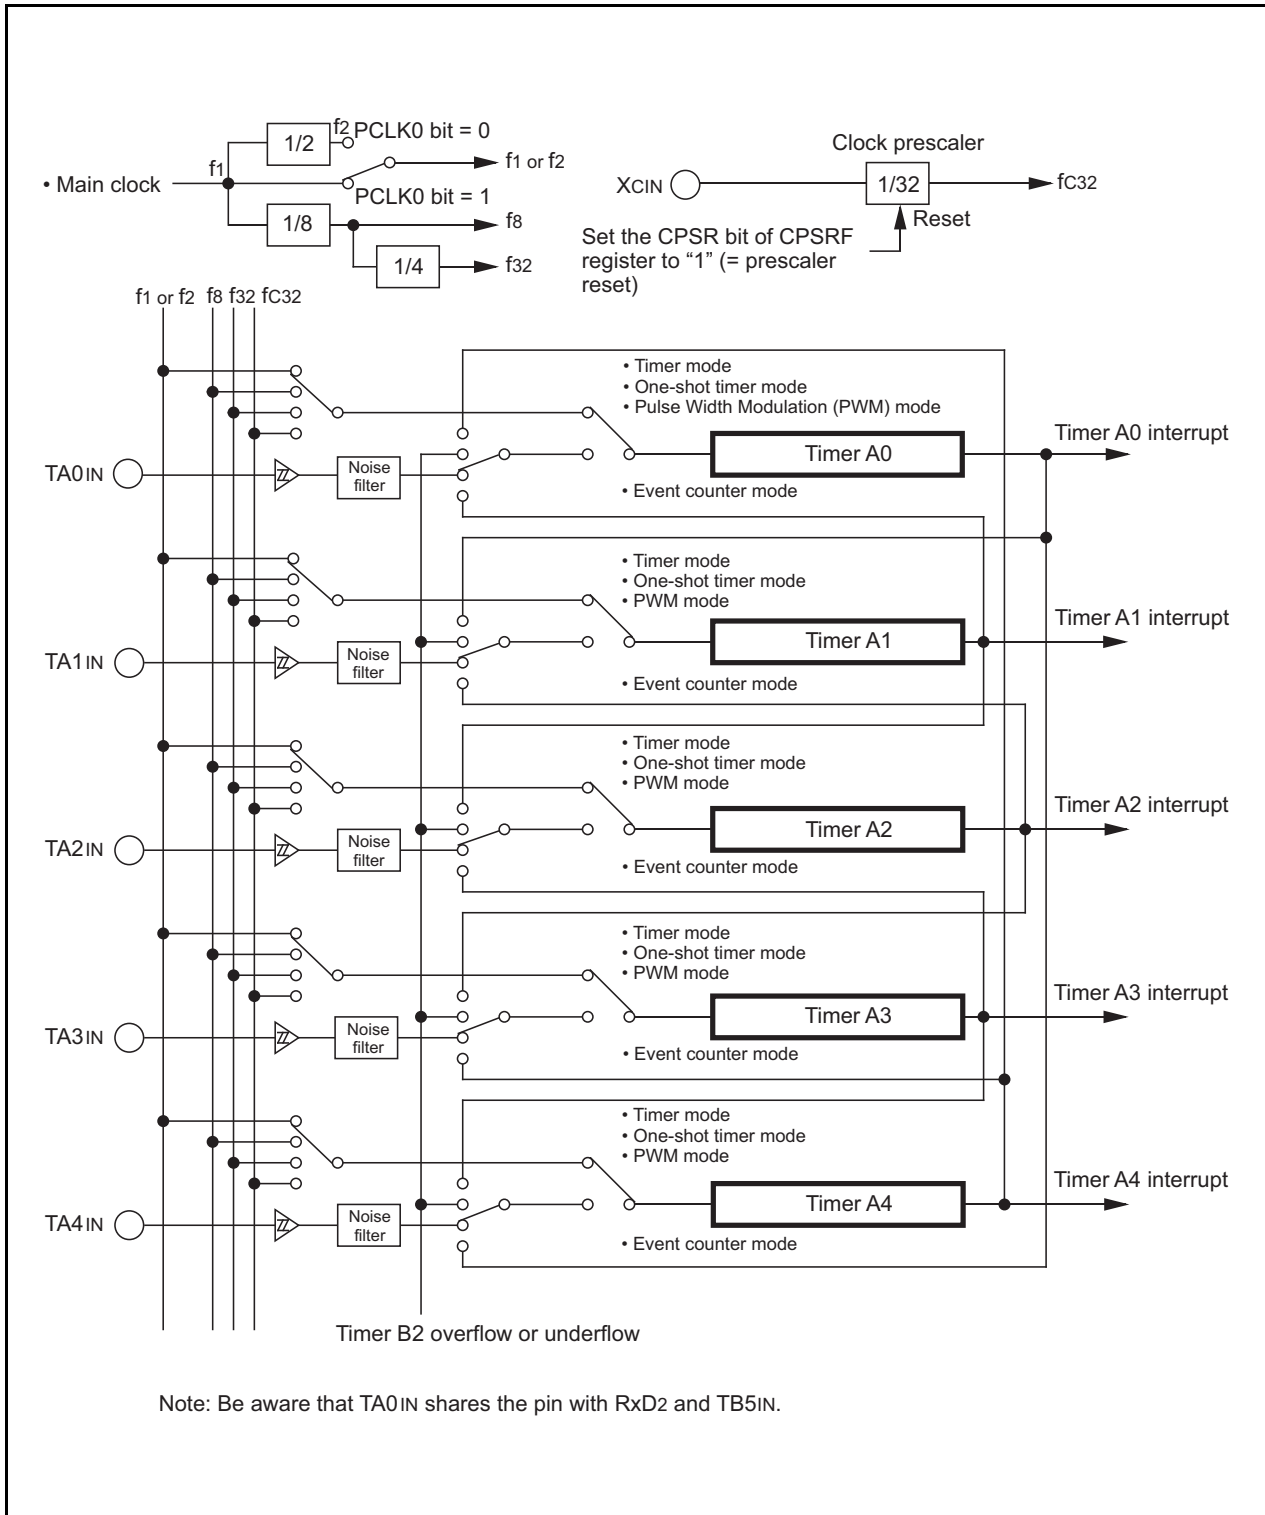 f2 PCLK0 bit = 0
1/2
f1
f1 or f2
• Main clock
PCLK0 bit = 1
1/8
f8
1/4
f32
Clock prescaler
XCIN
1/32
fC32
Reset
Set the CPSR bit of CPSRF
register to “1” (= prescaler
reset)
f1 or f2 f8 f32 fC32
• Timer mode
• One-shot timer mode
• Pulse Width Modulation (PWM) mode
Timer A0 interrupt
Timer A0
TA0IN
Noise
filter
• Event counter mode
• Timer mode
• One-shot timer mode
• PWM mode
Timer A1 interrupt
Timer A1
TA1IN
Noise
filter
• Event counter mode
• Timer mode
• One-shot timer mode
• PWM mode
Timer A2 interrupt
Timer A2
TA2IN
Noise
filter
• Event counter mode
• Timer mode
• One-shot timer mode
• PWM mode
Timer A3 interrupt
Timer A3
TA3IN
Noise
filter
• Event counter mode
• Timer mode
• One-shot timer mode
• PWM mode
Timer A4 interrupt
Timer A4
TA4IN
Noise
filter
• Event counter mode
Timer B2 overflow or underflow
Note: Be aware that TA0IN shares the pin with RxD2 and TB5IN.